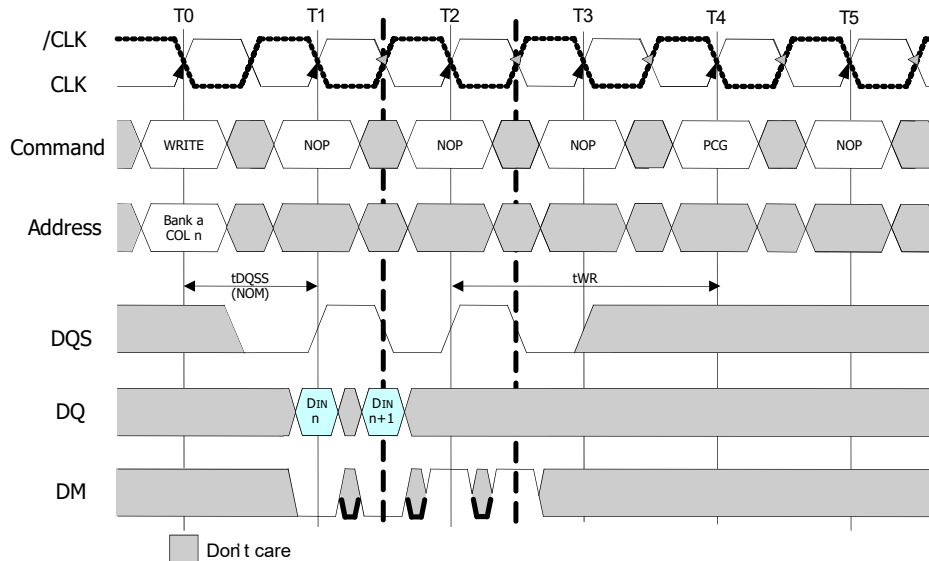 T0 T1 T2 T3 T4 T5
/CLK
CLK
Command WRITE NOP NOP NOP PCG NOP
Address Bank a
COL n
tDQSS
(NOM)
tWR
DQS
DQ DIN
n
DIN
n+1
DM
Don't care